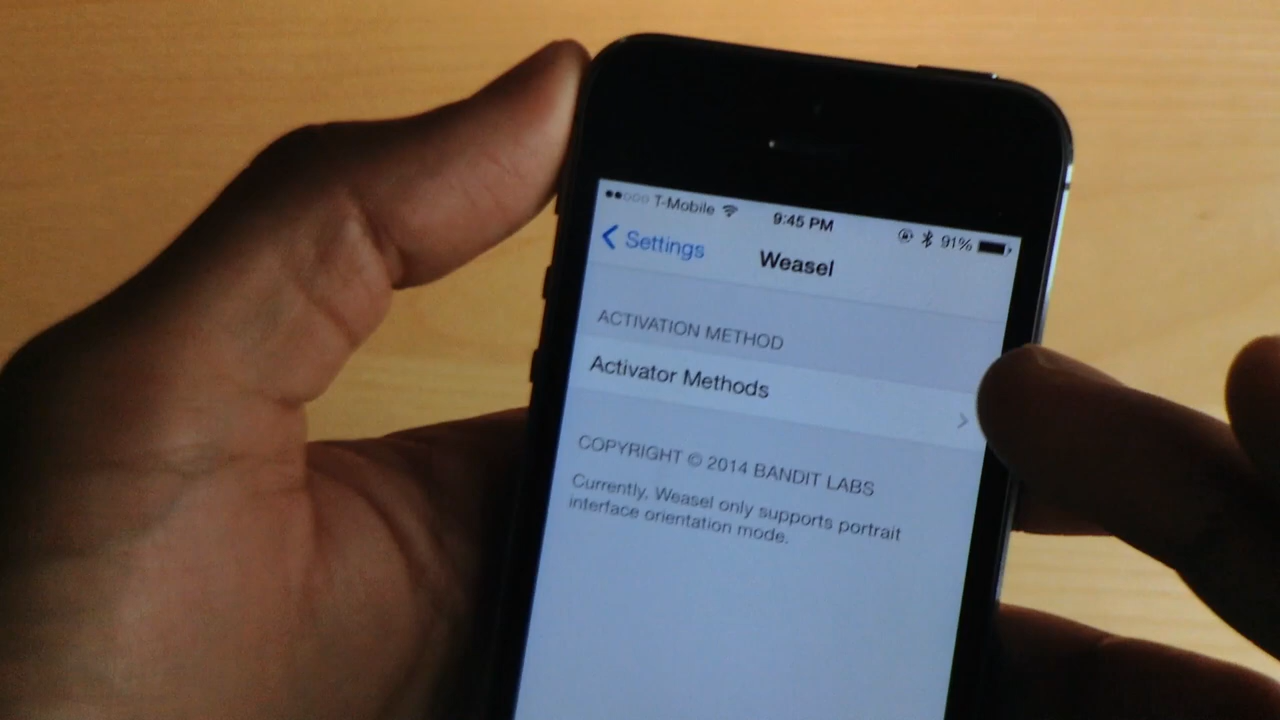 T-Mobile 9:45 PM 91%
Settings Weasel
ACTIVATION METHOD
Activator Methods
COPYRIGHT © 2014 BANDIT LABS
Currently, Weasel only supports portrait
interface orientation mode.